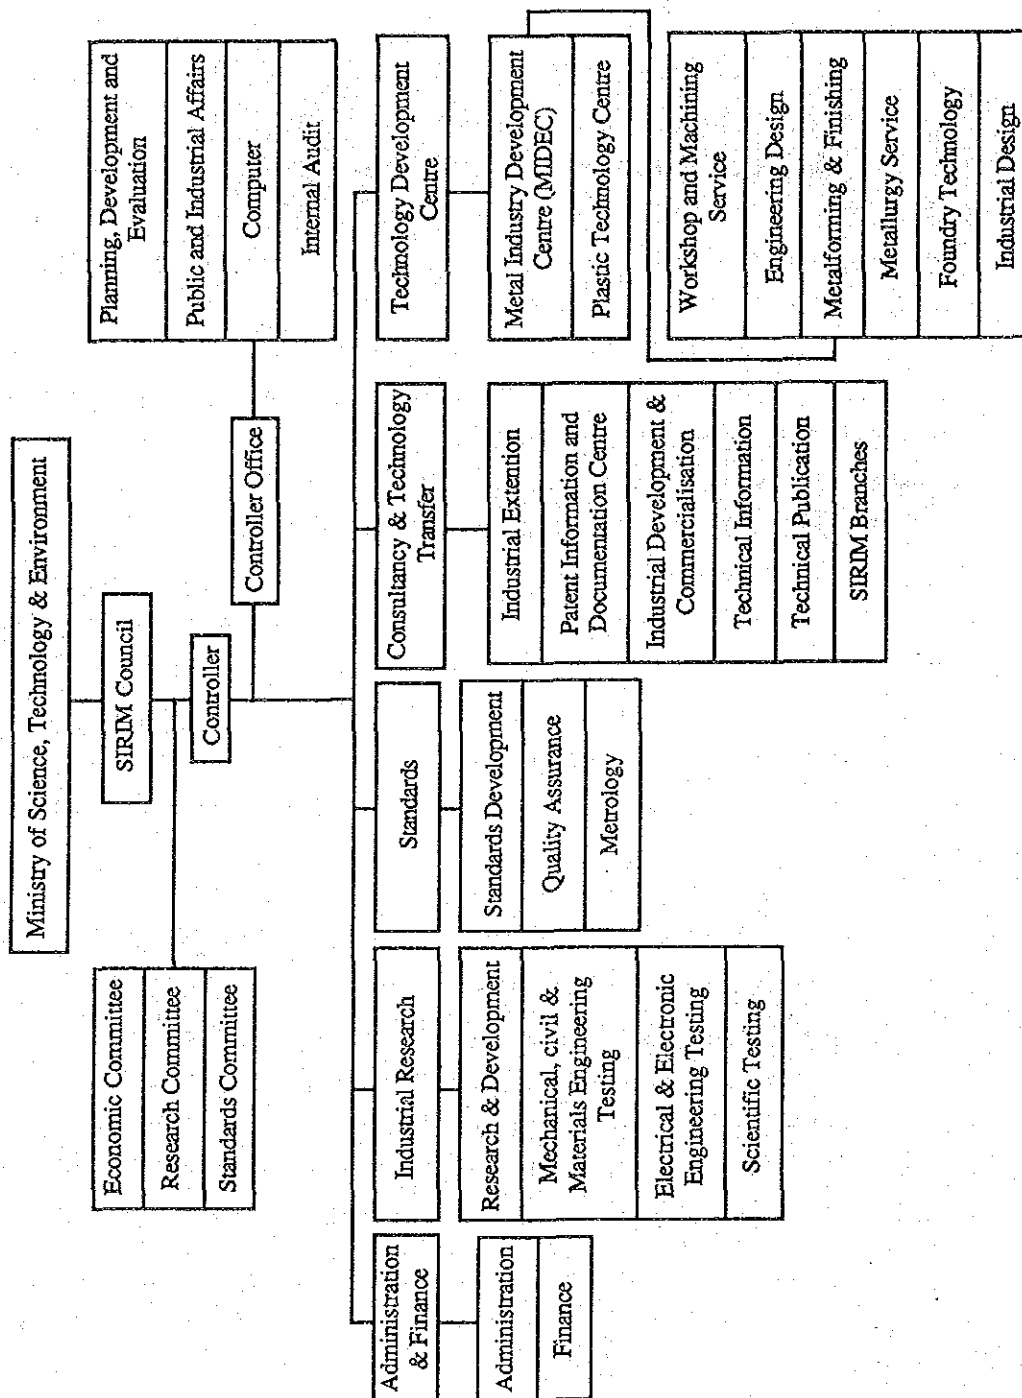 Ministry of Science, Technology & Environment
SIRIM Council
Economic Committee
Research Committee
Standards Committee
Controller
Controller Office
Planning, Development and
Evaluation
Public and Industrial Affairs
Computer
Internal Audit
Administration
& Finance
Administration
Finance
Industrial Research
Research & Development
Mechanical, civil &
Materials Engineering
Testing
Electrical & Electronic
Engineering Testing
Scientific Testing
Standards
Standards Development
Quality Assurance
Metrology
Consultancy & Technology
Transfer
Industrial Extention
Patent Information and
Documentation Centre
Industrial Development &
Commercialisation
Technical Information
Technical Publication
SIRIM Branches
Technology Development
Centre
Metal Industry Development
Centre (MIDEC)
Plastic Technology Centre
Workshop and Machining
Service
Engineering Design
Metalforming & Finishing
Metallurgy Service
Foundry Technology
Industrial Design